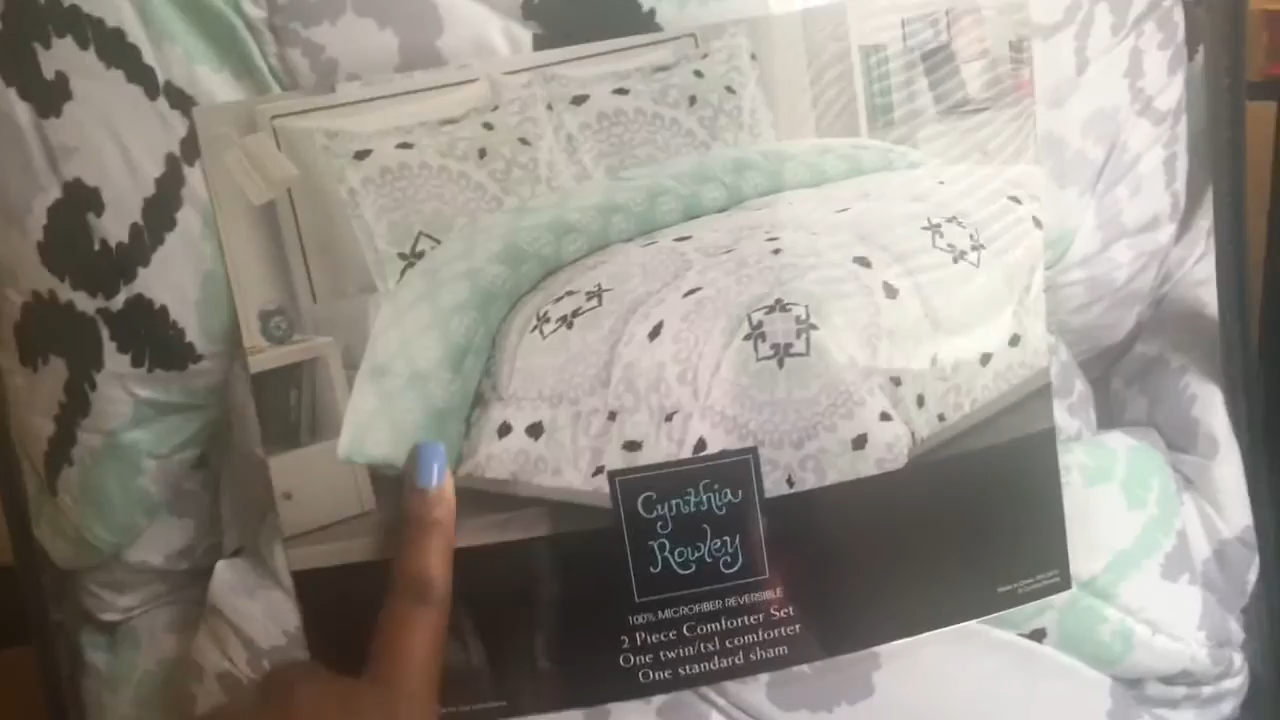 Cynthia
Rowley
100% MICROFIBER REVERSIBLE
2 Piece Comforter Set
One twin/txl comforter
One standard sham